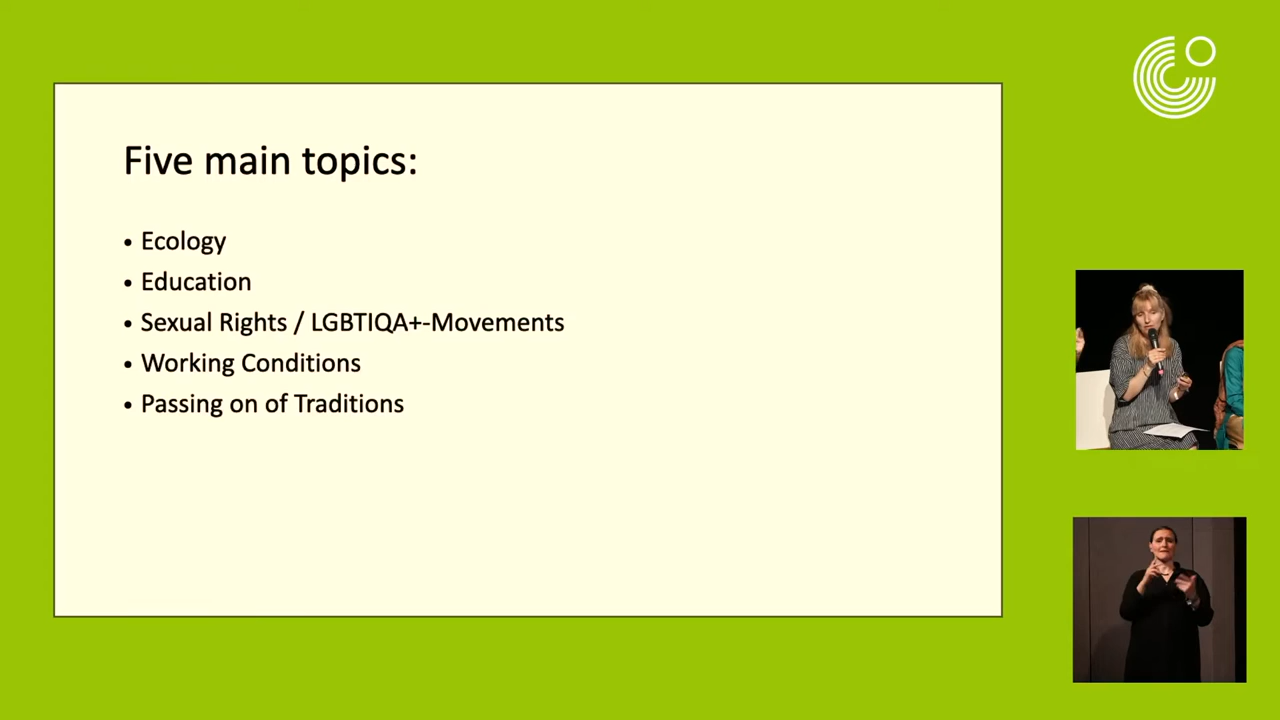 Five main topics:
• Ecology
• Education
• Sexual Rights / LGBTIQA+-Movements
• Working Conditions
• Passing on of Traditions